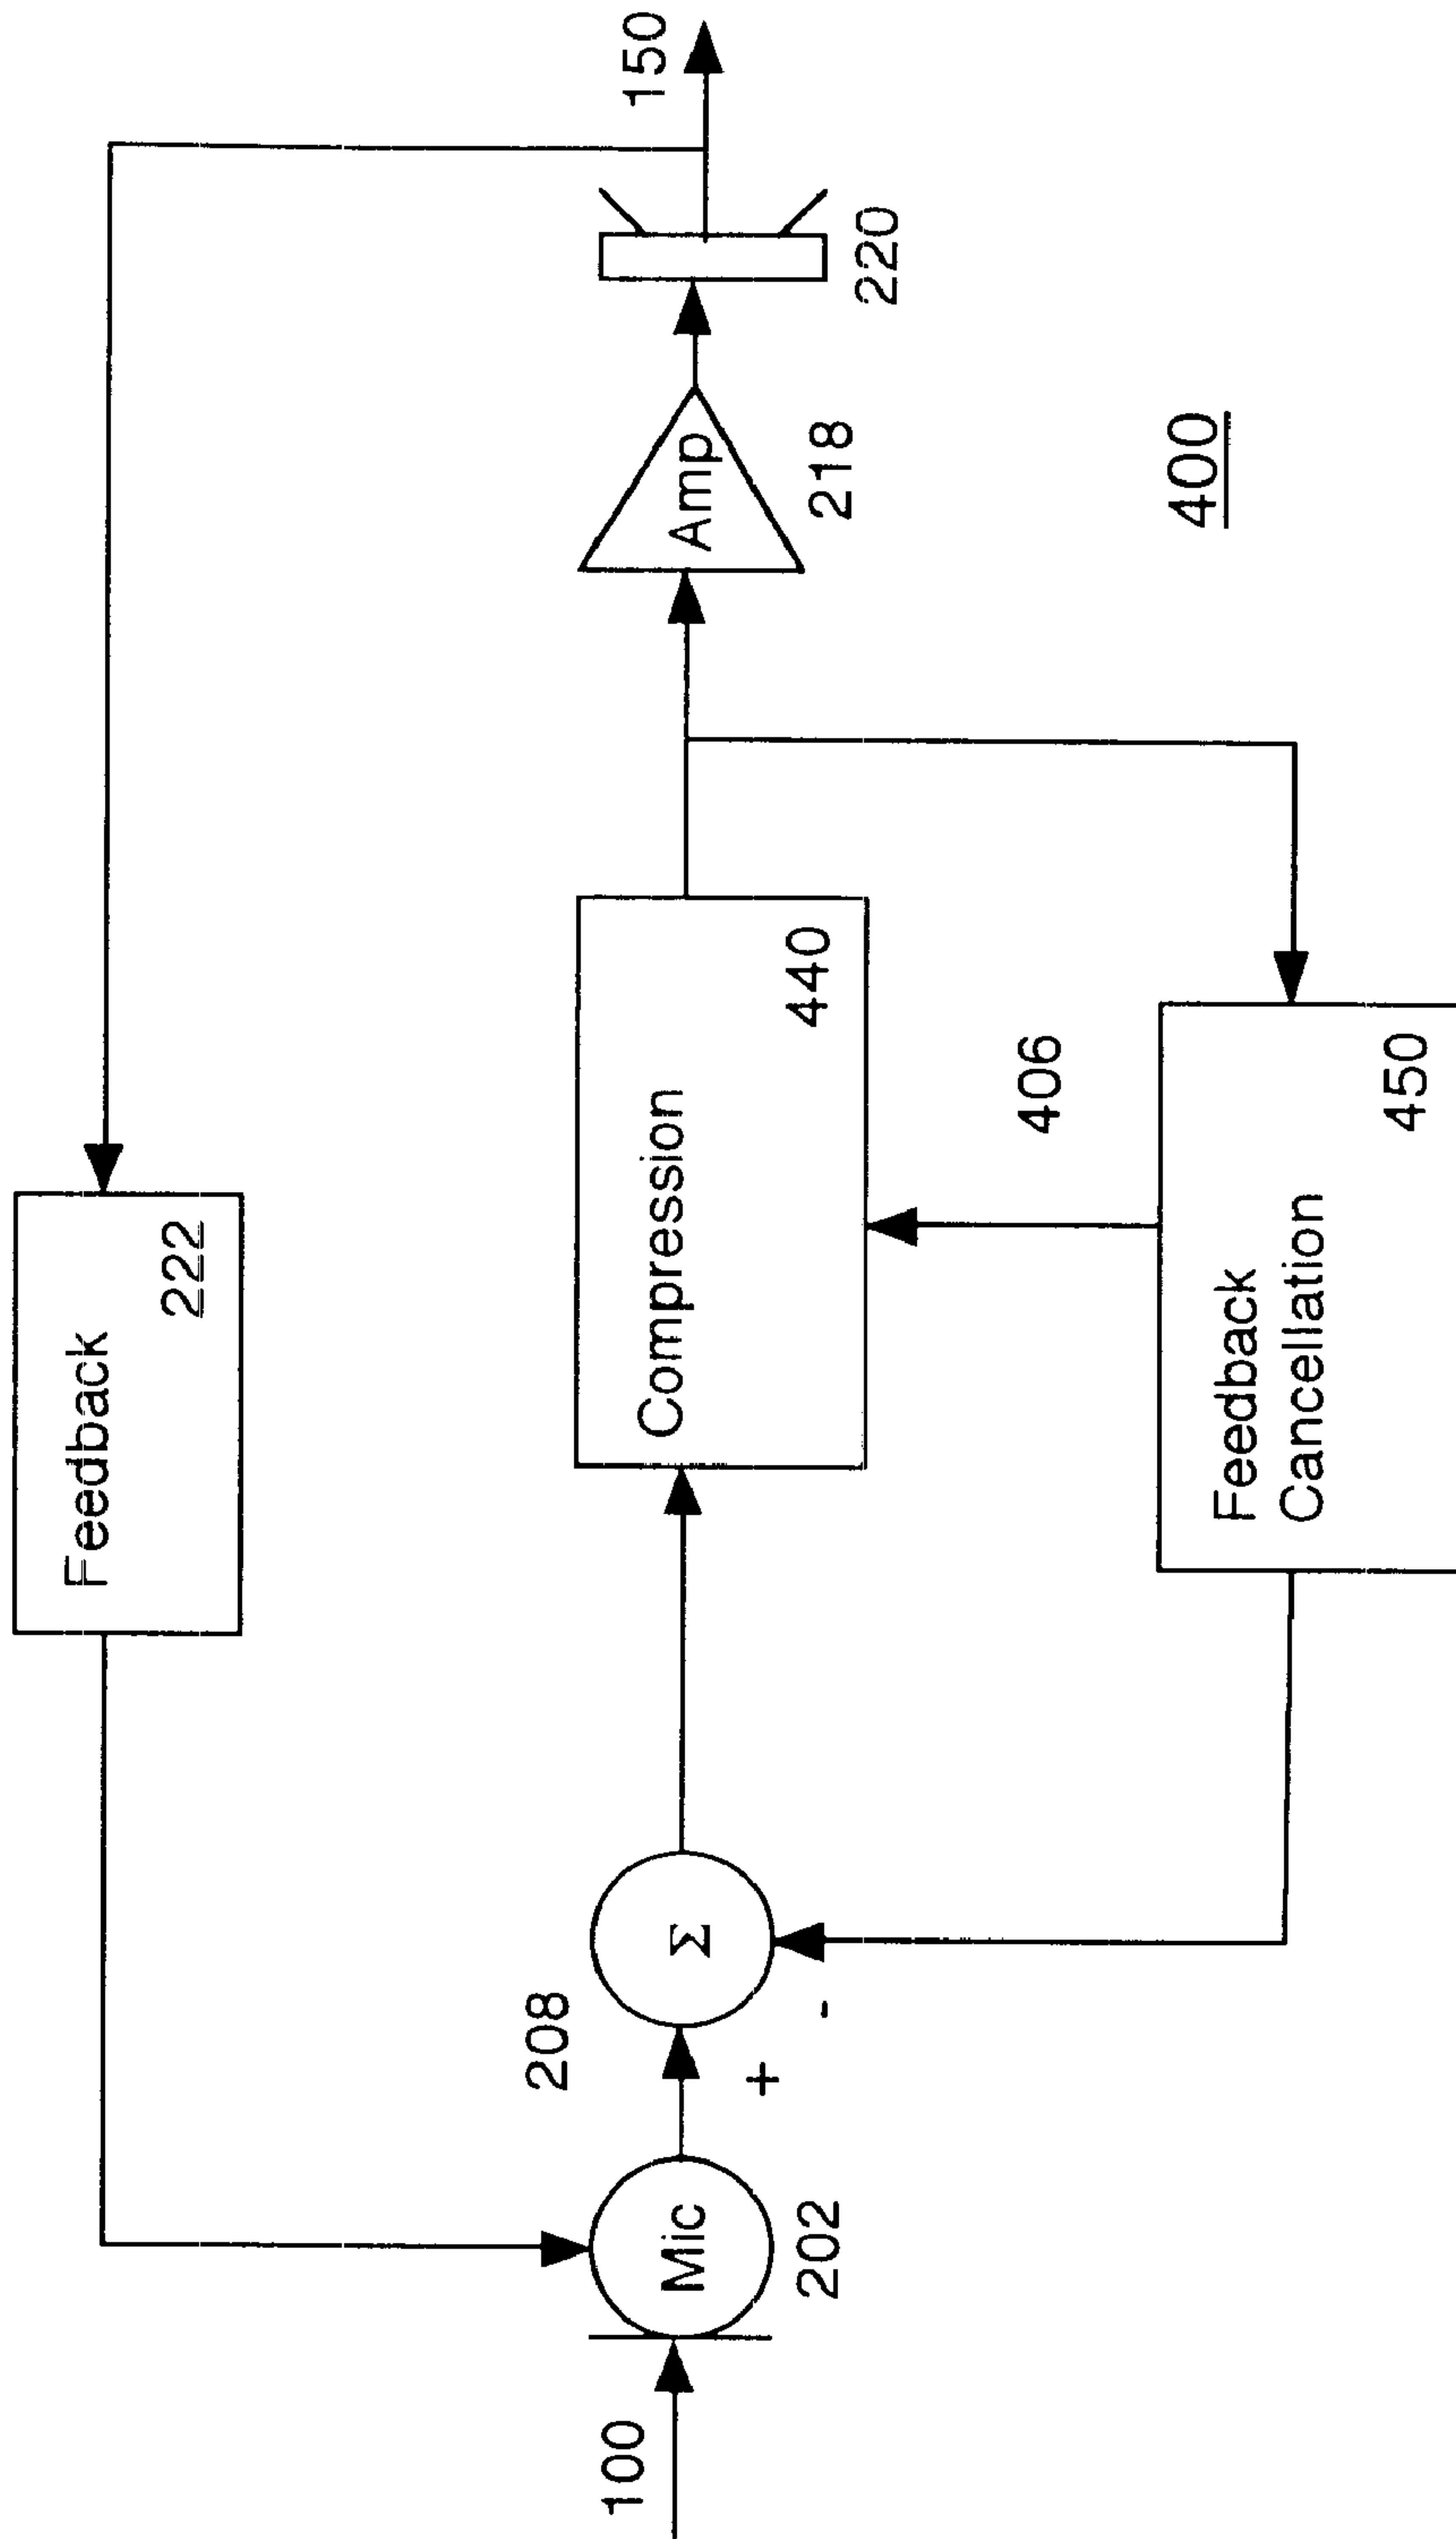 Feedback
222
100
Mic
202
208
Σ
+
-
Compression
440
406
Feedback
Cancellation
450
Amp
218
220
150
400